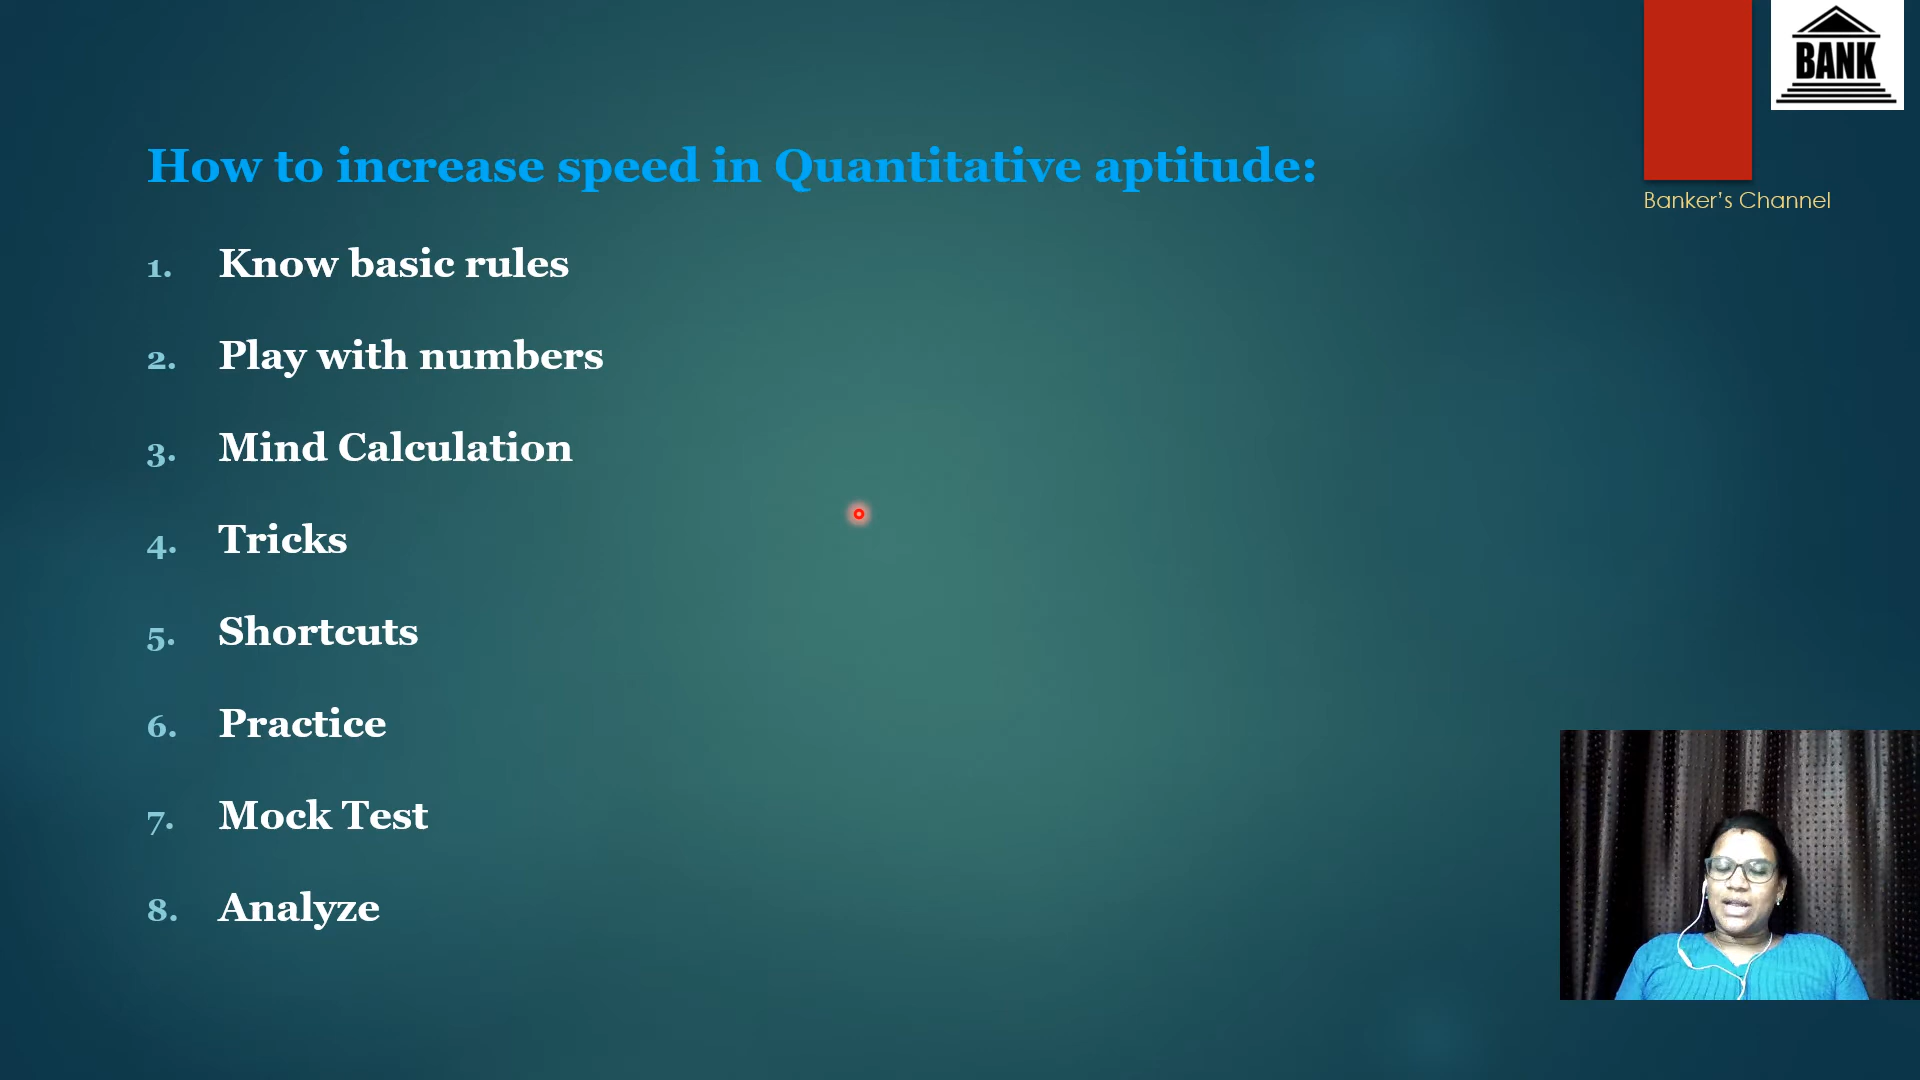 BANK
Banker’s Channel
How to increase speed in Quantitative aptitude:
1. Know basic rules
2. Play with numbers
3. Mind Calculation
4. Tricks
5. Shortcuts
6. Practice
7. Mock Test
8. Analyze